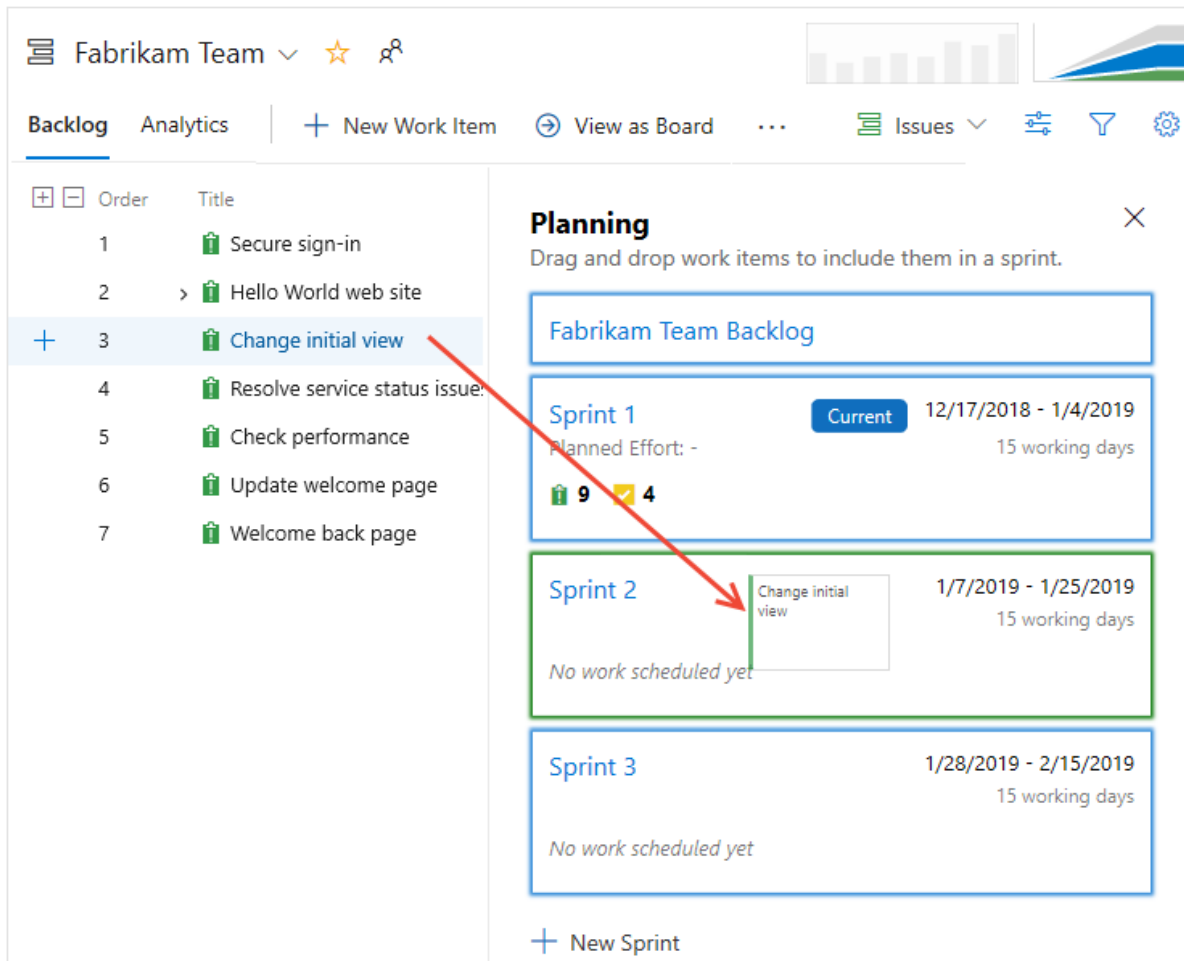 Fabrikam Team
Backlog Analytics New Work Item View as Board ... Issues
Order Title
1 Secure sign-in
2 Hello World web site
3 Change initial view
4 Resolve service status issue
5 Check performance
6 Update welcome page
7 Welcome back page
Planning
Drag and drop work items to include them in a sprint.
Fabrikam Team Backlog
Sprint 1 Current 12/17/2018 - 1/4/2019
Planned Effort: - 15 working days
9 4
Sprint 2 1/7/2019 - 1/25/2019
Change initial
view
15 working days
No work scheduled yet
Sprint 3 1/28/2019 - 2/15/2019
15 working days
No work scheduled yet
New Sprint